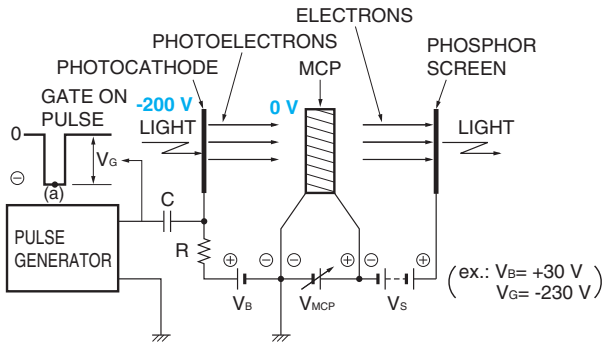 ELECTRONS
PHOTOELECTRONS
PHOTOCATHODE
MCP
PHOSPHOR
SCREEN
GATE ON
PULSE
-200 V
0 V
LIGHT
LIGHT
0
VG
⊖
(a)
C
PULSE
GENERATOR
R
⊕ ⊖ ⊖ ⊕ ⊖ ⊕
VB
VMCP
VS
(ex.: VB= +30 V
VG= -230 V)